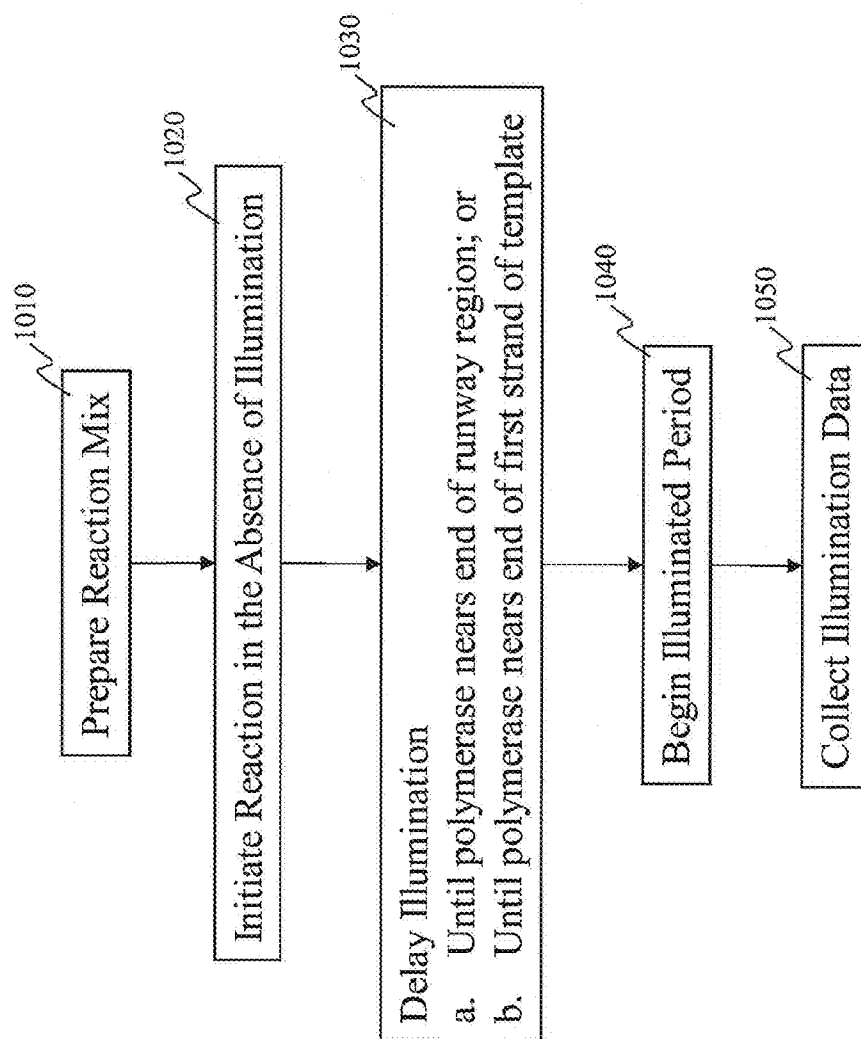 1010
Prepare Reaction Mix
1020
Initiate Reaction in the Absence of Illumination
1030
Delay Illumination
a. Until polymerase nears end of runway region; or
b. Until polymerase nears end of first strand of template
1040
Begin Illuminated Period
1050
Collect Illumination Data